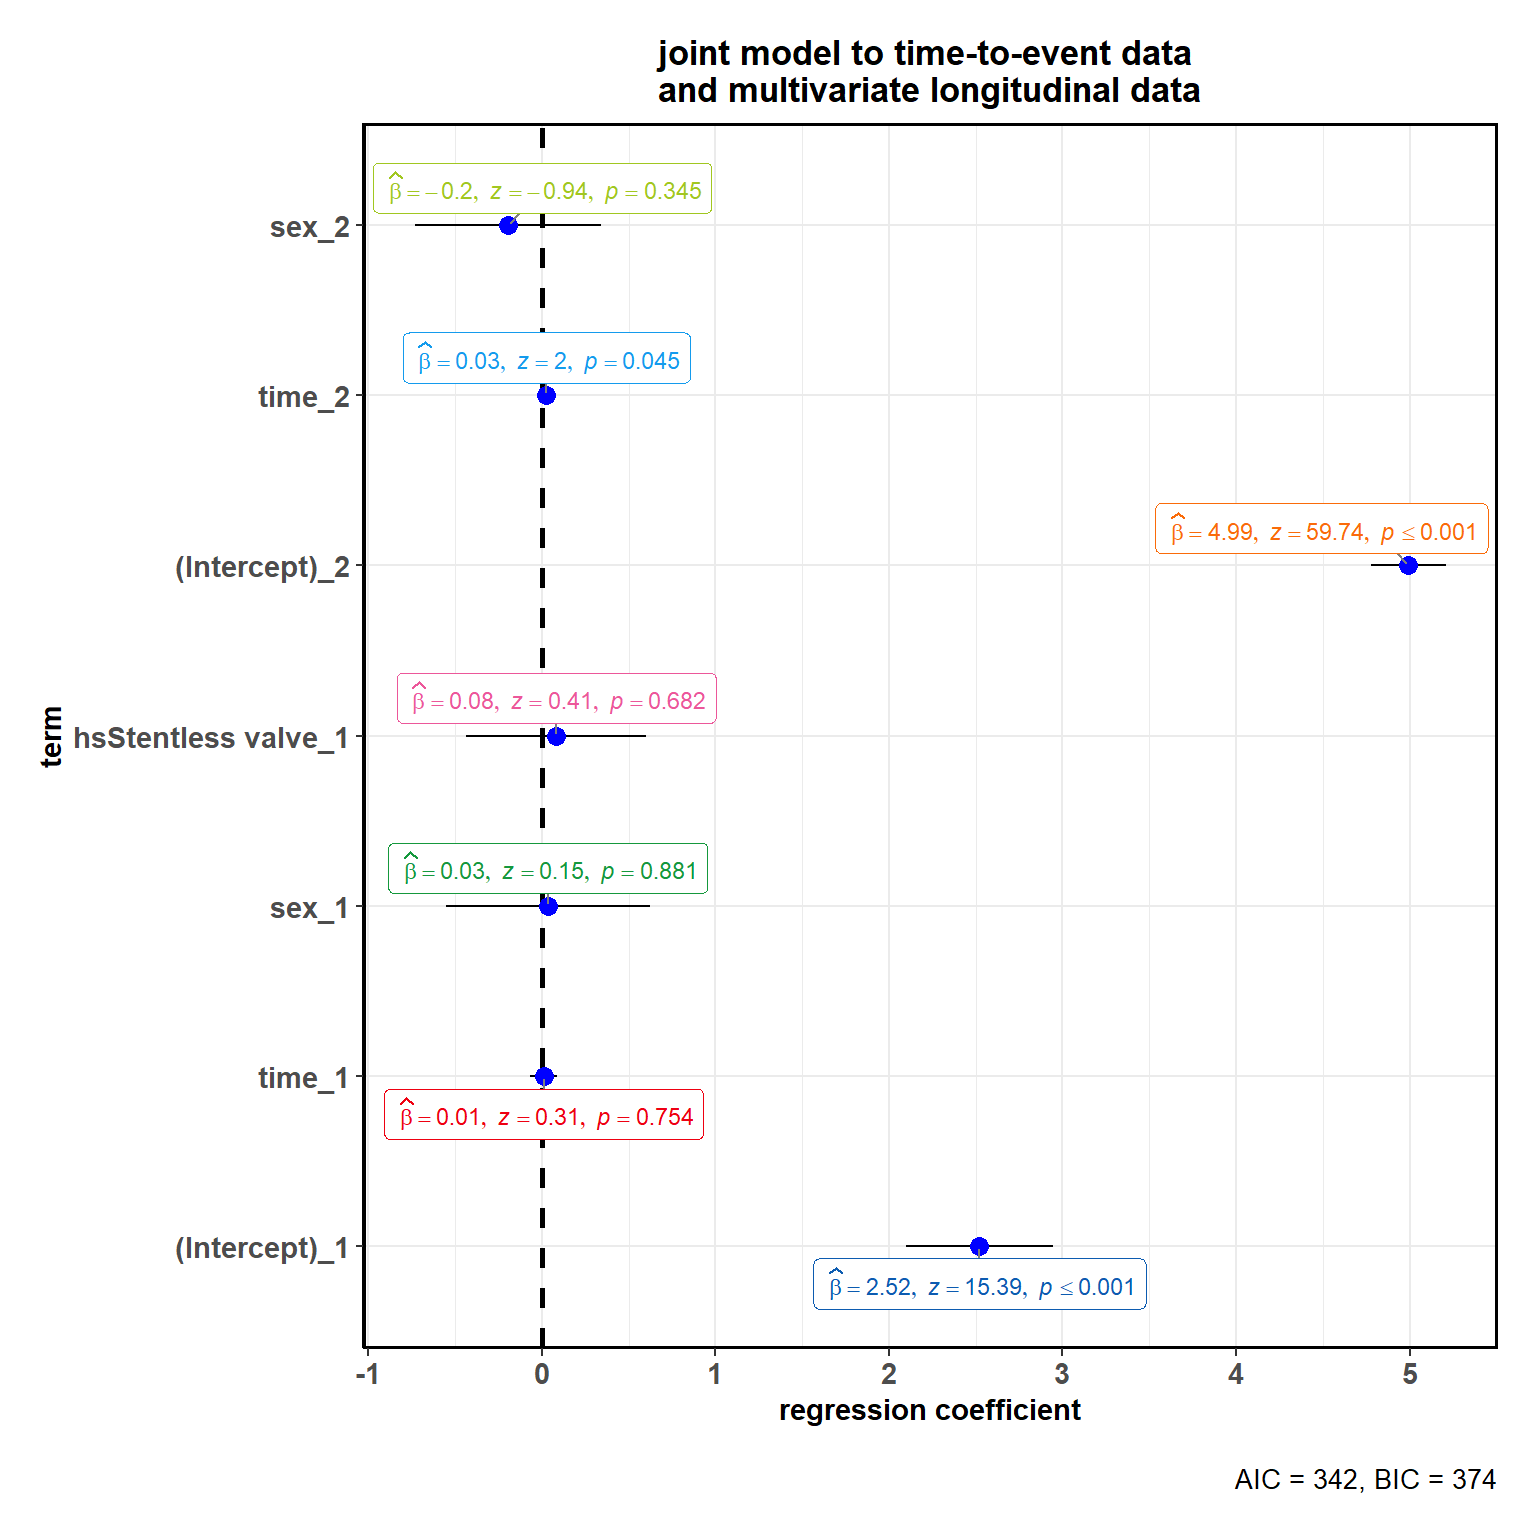 joint model to time-to-event data
and multivariate longitudinal data
term
sex_2
β̂ = −0.2, z = −0.94, p = 0.345
time_2
β̂ = 0.03, z = 2, p = 0.045
(Intercept)_2
β̂ = 4.99, z = 59.74, p ≤ 0.001
hsStentless valve_1
β̂ = 0.08, z = 0.41, p = 0.682
sex_1
β̂ = 0.03, z = 0.15, p = 0.881
time_1
β̂ = 0.01, z = 0.31, p = 0.754
(Intercept)_1
β̂ = 2.52, z = 15.39, p ≤ 0.001
-1 0 1 2 3 4 5
regression coefficient
AIC = 342, BIC = 374